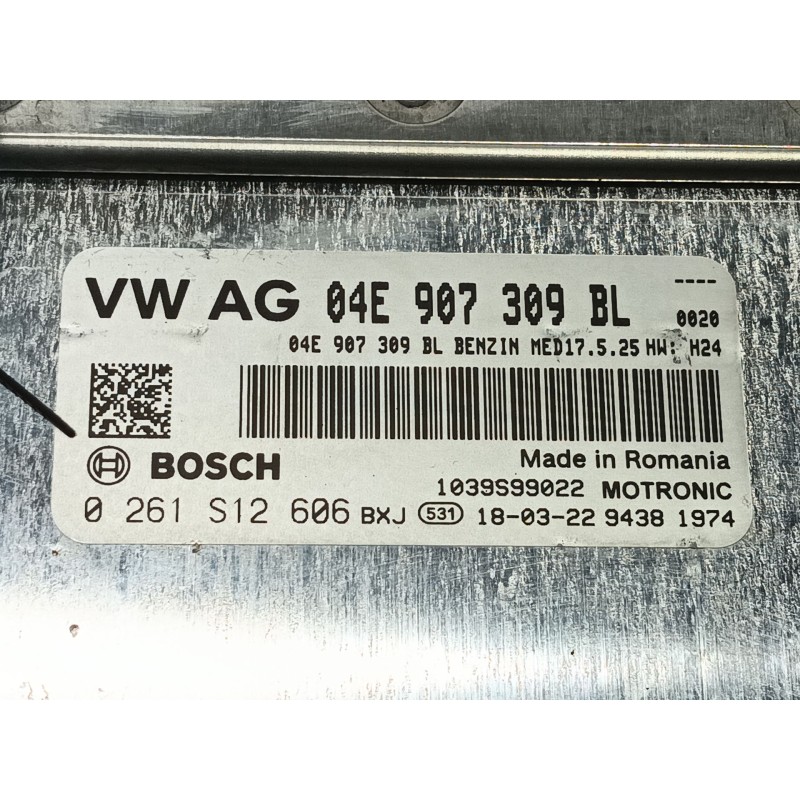 VW AG 04E 907 309 BL ----
0020
04E 907 309 BL BENZIN MED17.5.25 HW: H24
BOSCH
Made in Romania
1039S99022 MOTRONIC
0 261 S12 606 BXJ 531 18-03-22 9438 1974